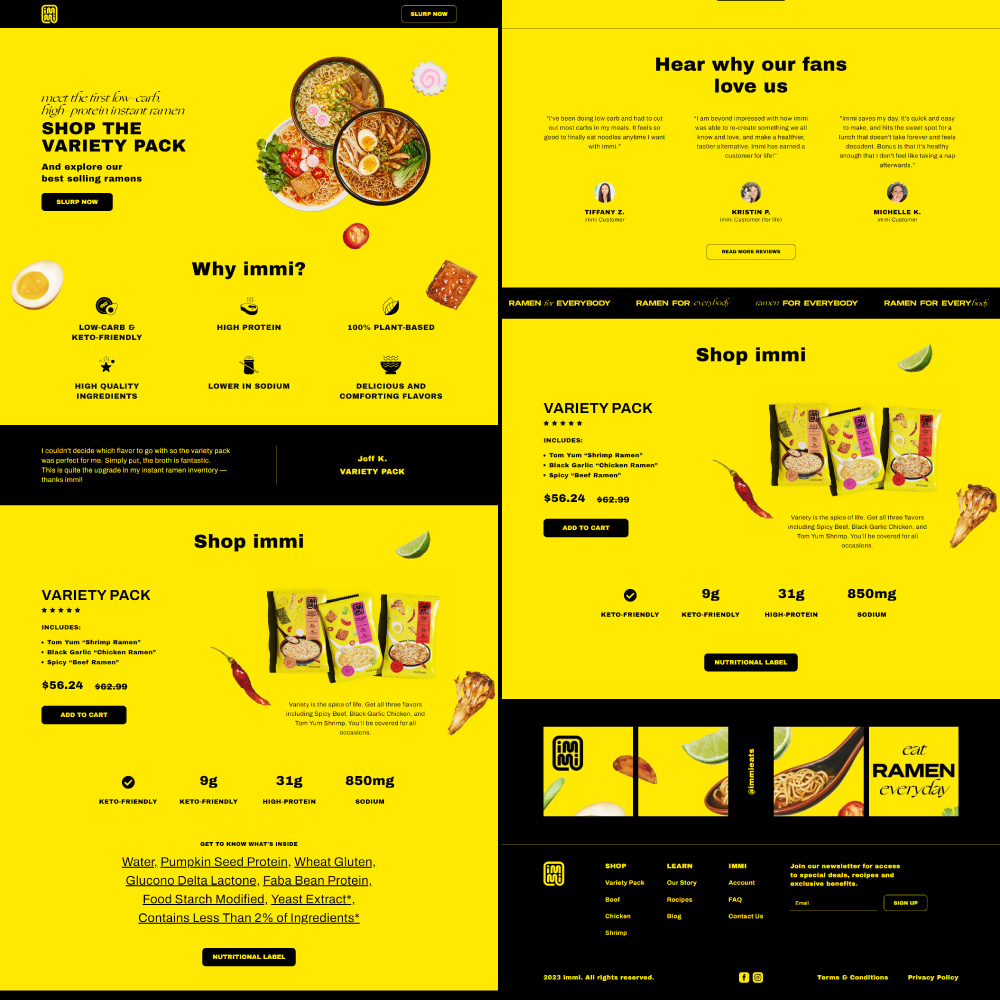 immi
SLURP NOW
meet the first low-carb,
high-protein instant ramen
SHOP THE
VARIETY PACK
And explore our
best selling ramens
SLURP NOW
Why immi?
LOW-CARB &
KETO-FRIENDLY
HIGH PROTEIN
100% PLANT-BASED
HIGH QUALITY
INGREDIENTS
LOWER IN SODIUM
DELICIOUS AND
COMFORTING FLAVORS
I couldn't decide which flavor to go with so the variety pack
was perfect for me. Simply put, the broth is fantastic.
This is quite the upgrade in my instant ramen inventory —
thanks immi!
Jeff K.
VARIETY PACK
Shop immi
VARIETY PACK
INCLUDES:
• Tom Yum “Shrimp Ramen”
• Black Garlic “Chicken Ramen”
• Spicy “Beef Ramen”
$56.24 $62.99
ADD TO CART
Variety is the spice of life. Get all three flavors
including Spicy Beef, Black Garlic Chicken, and
Tom Yum Shrimp. You'll be covered for all
occasions.
KETO-FRIENDLY
9g
KETO-FRIENDLY
31g
HIGH-PROTEIN
850mg
SODIUM
GET TO KNOW WHAT'S INSIDE
Water, Pumpkin Seed Protein, Wheat Gluten,
Glucono Delta Lactone, Faba Bean Protein,
Food Starch Modified, Yeast Extract*,
Contains Less Than 2% of Ingredients*
NUTRITIONAL LABEL
Hear why our fans
love us
"I've been doing low carb and had to cut
out most carbs in my meals. It feels so
good to finally eat noodles anytime I want
with immi."
TIFFANY Z.
immi Customer
"I am beyond impressed with how immi
was able to re-create something we all
know and love, and make a healthier,
tastier alternative. immi has earned a
customer for life!"
KRISTIN P.
immi Customer (for life)
"immi saves my day. It's quick and easy
to make, and hits the sweet spot for a
lunch that doesn't take forever and feels
decadent. Bonus is that it's healthy
enough that I don't feel like taking a nap
afterwards."
MICHELLE K.
immi Customer
READ MORE REVIEWS
RAMEN for EVERYBODY
RAMEN FOR everybody
ramen FOR EVERYBODY
RAMEN FOR EVERYbody
Shop immi
VARIETY PACK
INCLUDES:
• Tom Yum “Shrimp Ramen”
• Black Garlic “Chicken Ramen”
• Spicy “Beef Ramen”
$56.24 $62.99
ADD TO CART
Variety is the spice of life. Get all three flavors
including Spicy Beef, Black Garlic Chicken, and
Tom Yum Shrimp. You'll be covered for all
occasions.
KETO-FRIENDLY
9g
KETO-FRIENDLY
31g
HIGH-PROTEIN
850mg
SODIUM
NUTRITIONAL LABEL
immi
@immieats
eat
RAMEN
everyday
immi
SHOP
Variety Pack
Beef
Chicken
Shrimp
LEARN
Our Story
Recipes
Blog
IMMI
Account
FAQ
Contact Us
Join our newsletter for access
to special deals, recipes and
exclusive benefits.
Email
SIGN UP
2023 immi. All rights reserved.
Terms & Conditions
Privacy Policy